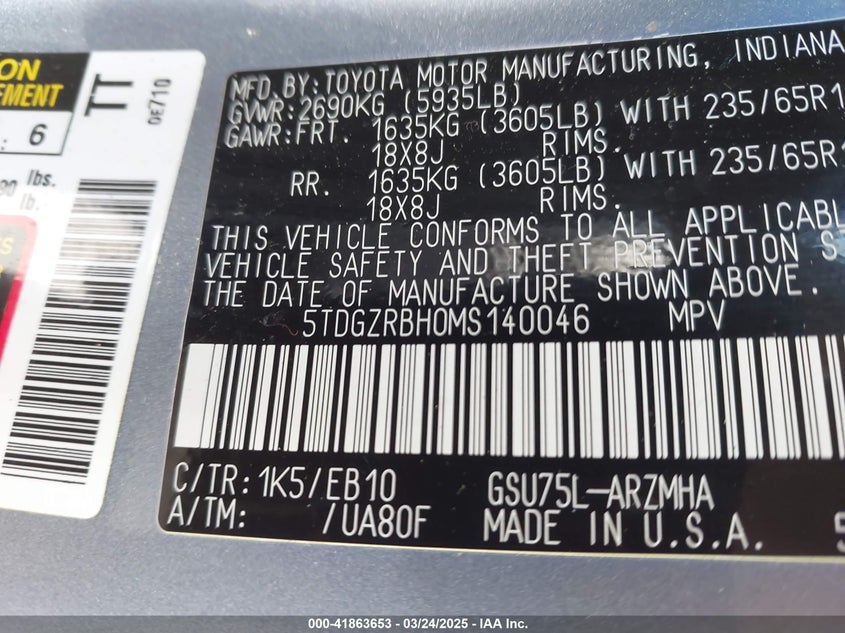 ON
EMENT
: 6
lbs.
lb.
TT
0E710
MFD.BY:TOYOTA MOTOR MANUFACTURING, INDIANA
GVWR:2690KG (5935LB)
GAWR:FRT. 1635KG (3605LB) WITH 235/65R1
18X8J RIMS.
RR. 1635KG (3605LB) WITH 235/65R1
18X8J RIMS.
THIS VEHICLE CONFORMS TO ALL APPLICABL
VEHICLE SAFETY AND THEFT PREVENTION S
THE DATE OF MANUFACTURE SHOWN ABOVE.
5TDGZRBH0MS140046 MPV
C/TR: 1K5/EB10 GSU75L-ARZMHA
A/TM: /UA80F MADE IN U.S.A.
000-41863653 - 03/24/2025 - IAA Inc.